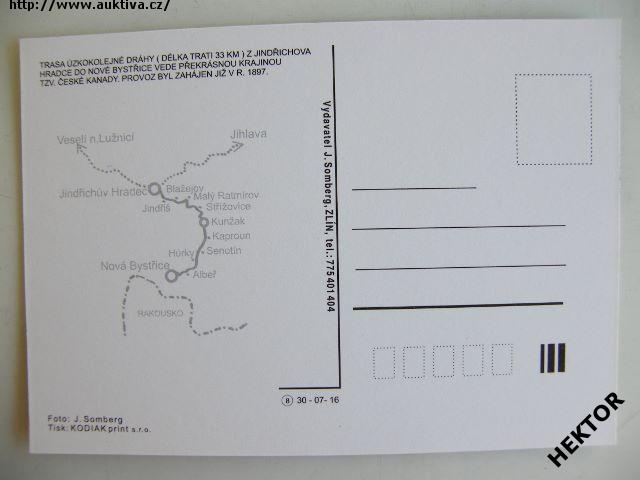 http://www.auktiva.cz/
TRASA ÚZKOKOLEJNÉ DRÁHY ( DÉLKA TRATI 33 KM ) Z JINDŘICHOVA
HRADCE DO NOVÉ BYSTŘICE VEDE PŘEKRÁSNOU KRAJINOU
TZV. ČESKÉ KANADY. PROVOZ BYL ZAHÁJEN JIŽ V R. 1897.
Veselí n.Lužnicí
Jihlava
Jindřichův Hradec
Blažejov
Malý Ratmírov
Jindřiš
Střížovice
Kunžak
Kaproun
Hůrky
Senotín
Nová Bystřice
Albeř
RAKOUSKO
Vydavatel J. Somberg, ZLÍN, tel.: 775 401 404
8 30 - 07- 16
Foto: J. Somberg
Tisk: KODIAK print s.r.o.
HEKTOR